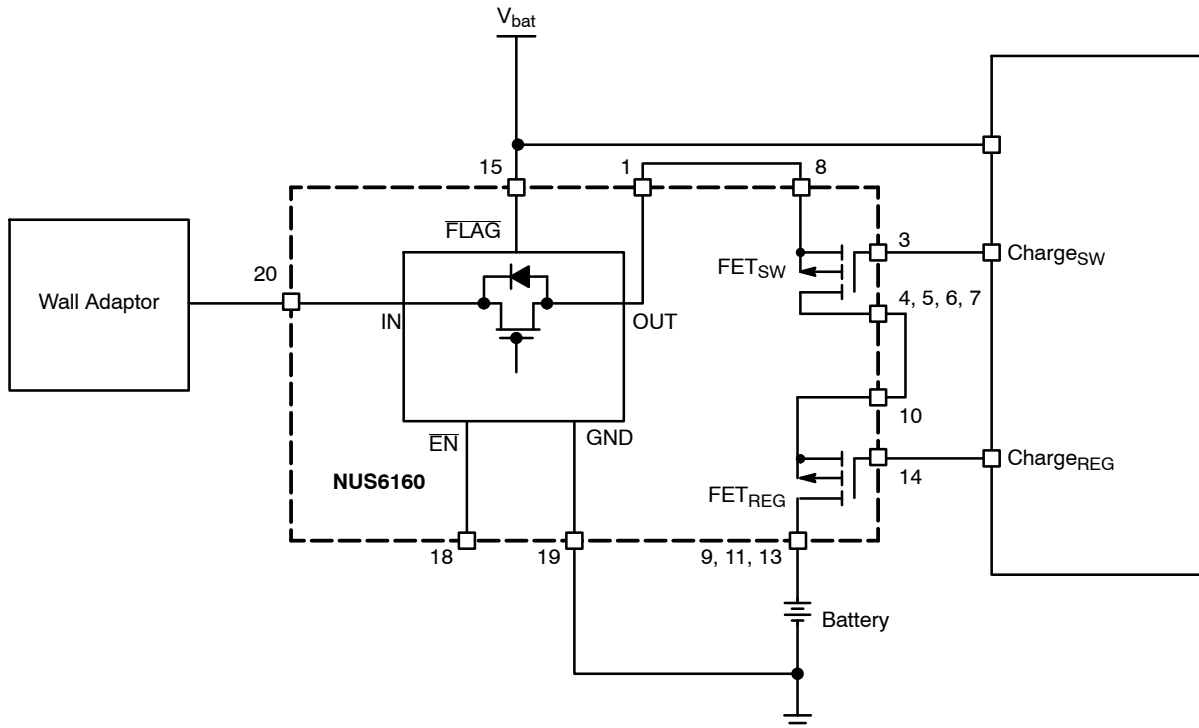 V_bat
15
1
8
FLAG
3
FET_SW
Charge_SW
20
4, 5, 6, 7
Wall Adaptor
IN
OUT
10
EN
GND
Charge_REG
14
NUS6160
FET_REG
18
19
9, 11, 13
Battery